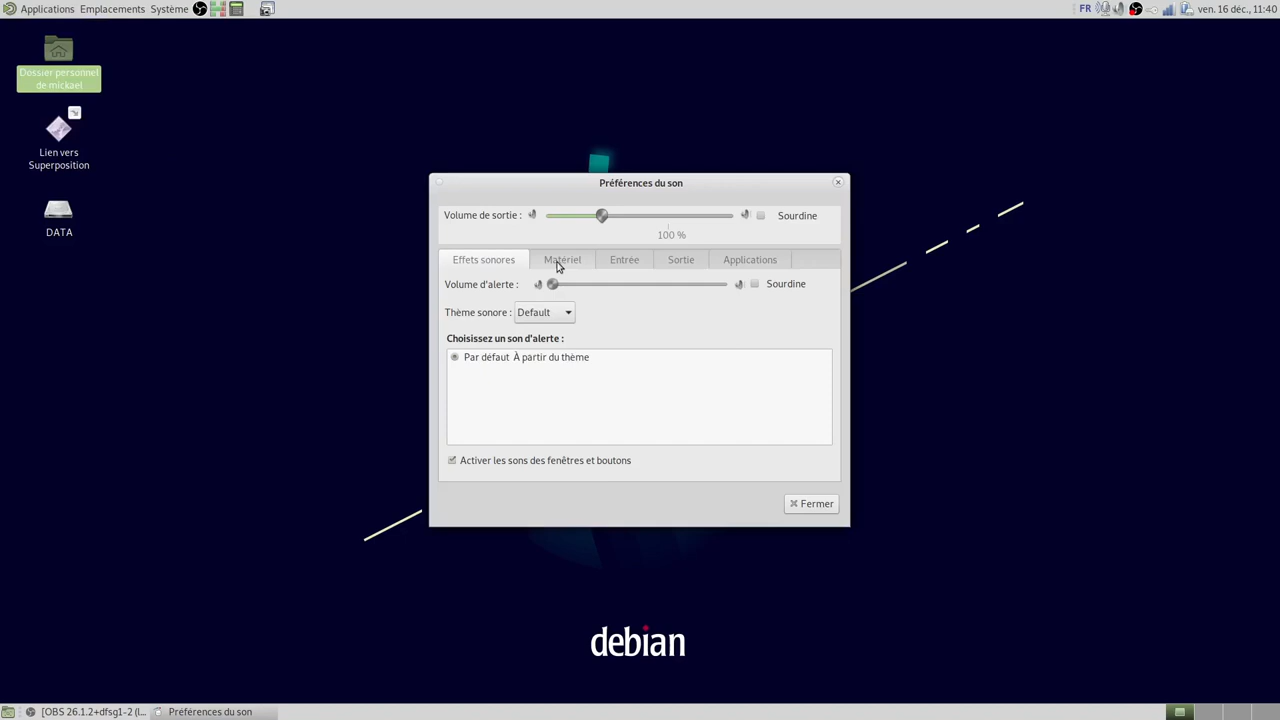 Applications Emplacements Système
FR
ven. 16 déc., 11:40
Dossier personnel
de mickael
Lien vers
Superposition
DATA
Préférences du son
Volume de sortie :
Sourdine
100 %
Effets sonores
Matériel
Entrée
Sortie
Applications
Volume d'alerte :
Sourdine
Thème sonore :
Default
Choisissez un son d'alerte :
Par défaut À partir du thème
Activer les sons des fenêtres et boutons
Fermer
debian
[OBS 26.1.2+dfsg1-2 (l...
Préférences du son